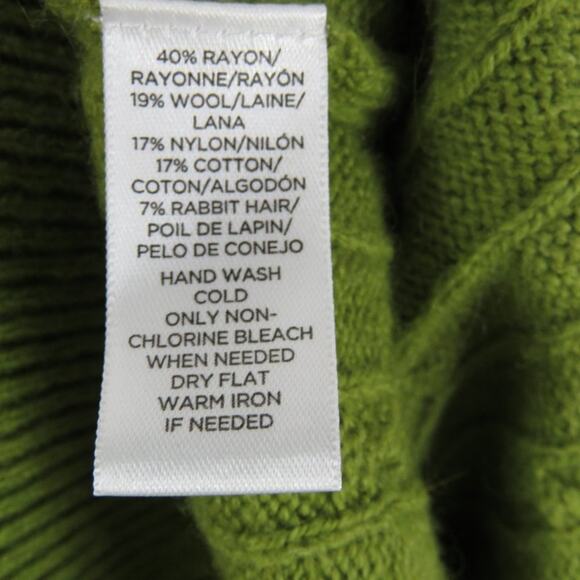 40% RAYON/
RAYONNE/RAYÓN
19% WOOL/LAINE/
LANA
17% NYLON/NILÓN
17% COTTON/
COTON/ALGODÓN
7% RABBIT HAIR/
POIL DE LAPIN/
PELO DE CONEJO
HAND WASH
COLD
ONLY NON-
CHLORINE BLEACH
WHEN NEEDED
DRY FLAT
WARM IRON
IF NEEDED